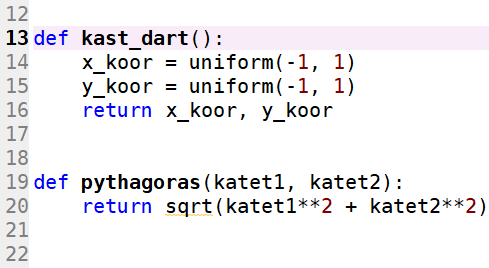 12
13 def kast_dart():
14     x_koor = uniform(-1, 1)
15     y_koor = uniform(-1, 1)
16     return x_koor, y_koor
17
18
19 def pythagoras(katet1, katet2):
20     return sqrt(katet1**2 + katet2**2)
21
22